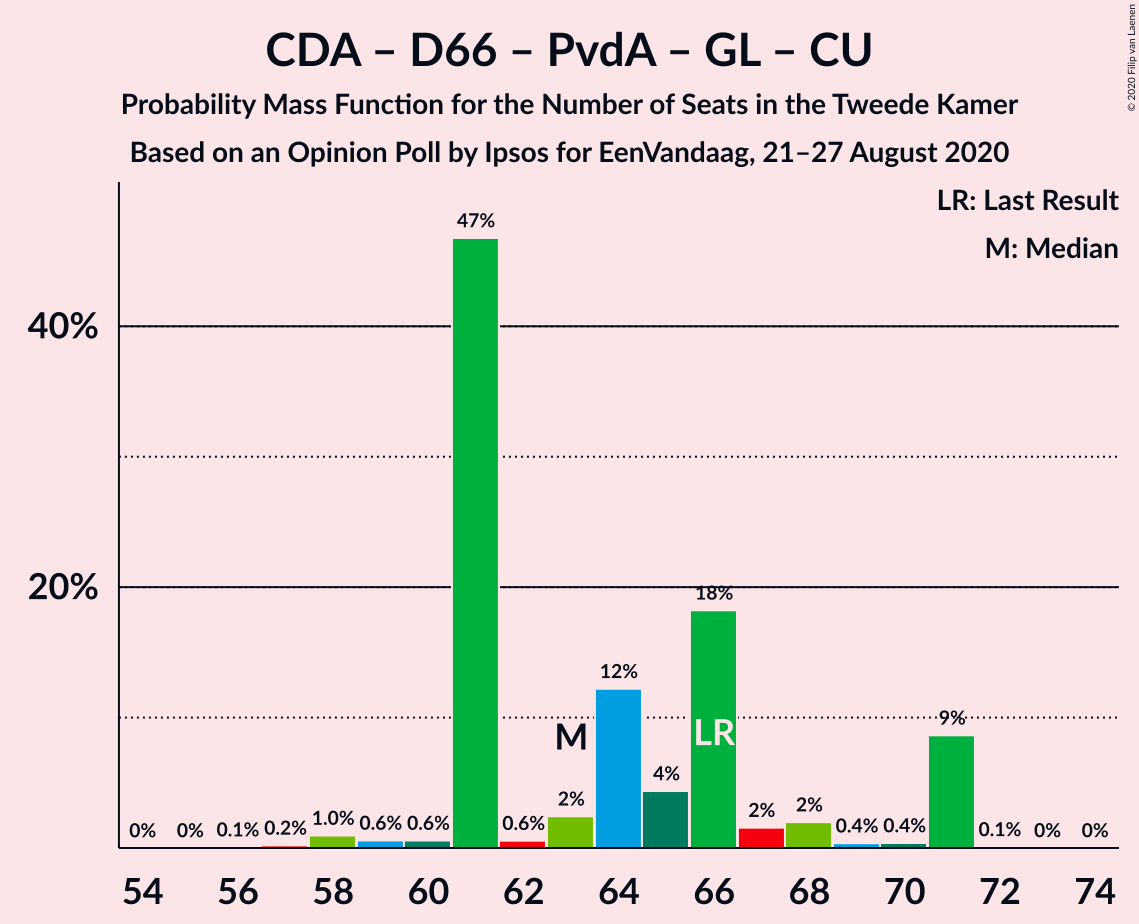 CDA – D66 – PvdA – GL – CU
Probability Mass Function for the Number of Seats in the Tweede Kamer
Based on an Opinion Poll by Ipsos for EenVandaag, 21–27 August 2020
© 2020 Filip van Laenen
LR: Last Result
M: Median
47%
40%
20%
18%
12%
M
LR
9%
4%
0% 0% 0.1% 0.2% 1.0% 0.6% 0.6% 0.6% 2% 2% 2% 0.4% 0.4% 0.1% 0% 0%
54 56 58 60 62 64 66 68 70 72 74